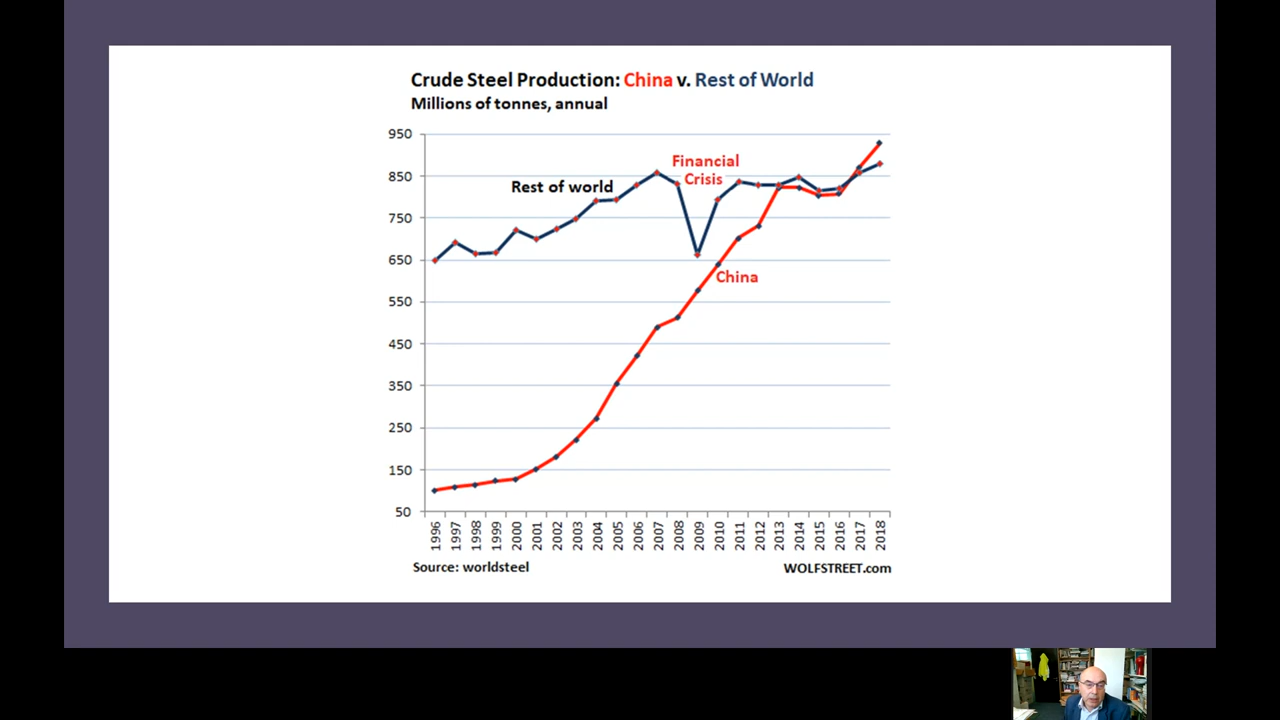 Crude Steel Production: China v. Rest of World
Millions of tonnes, annual
950
850
750
650
550
450
350
250
150
50
Financial
Crisis
Rest of world
China
1996 1997 1998 1999 2000 2001 2002 2003 2004 2005 2006 2007 2008 2009 2010 2011 2012 2013 2014 2015 2016 2017 2018
Source: worldsteel
WOLFSTREET.com